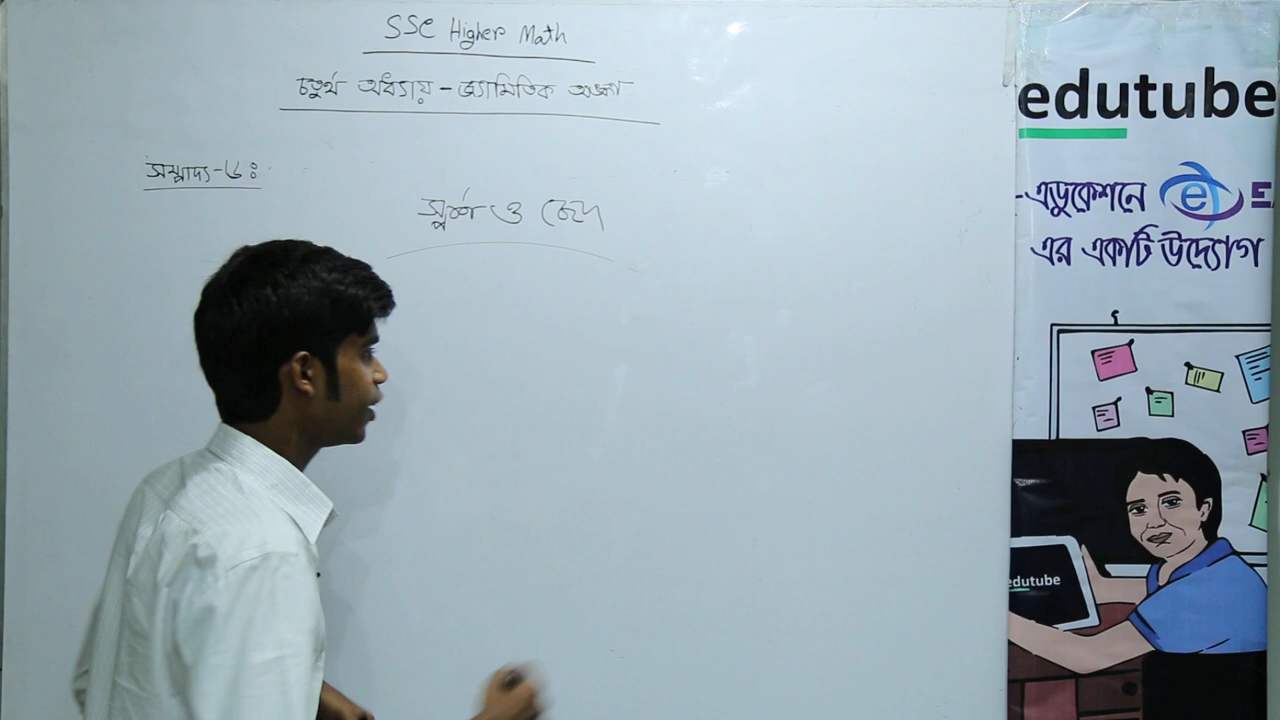 SSC Higher Math
চতুর্থ অধ্যায় - জ্যামিতিক অঙ্কন
সম্পাদ্য-৬ঃ
স্পর্শ ও ছেদ
edutube
-এডুকেশনে e E
এর একটি উদ্যোগ
edutube